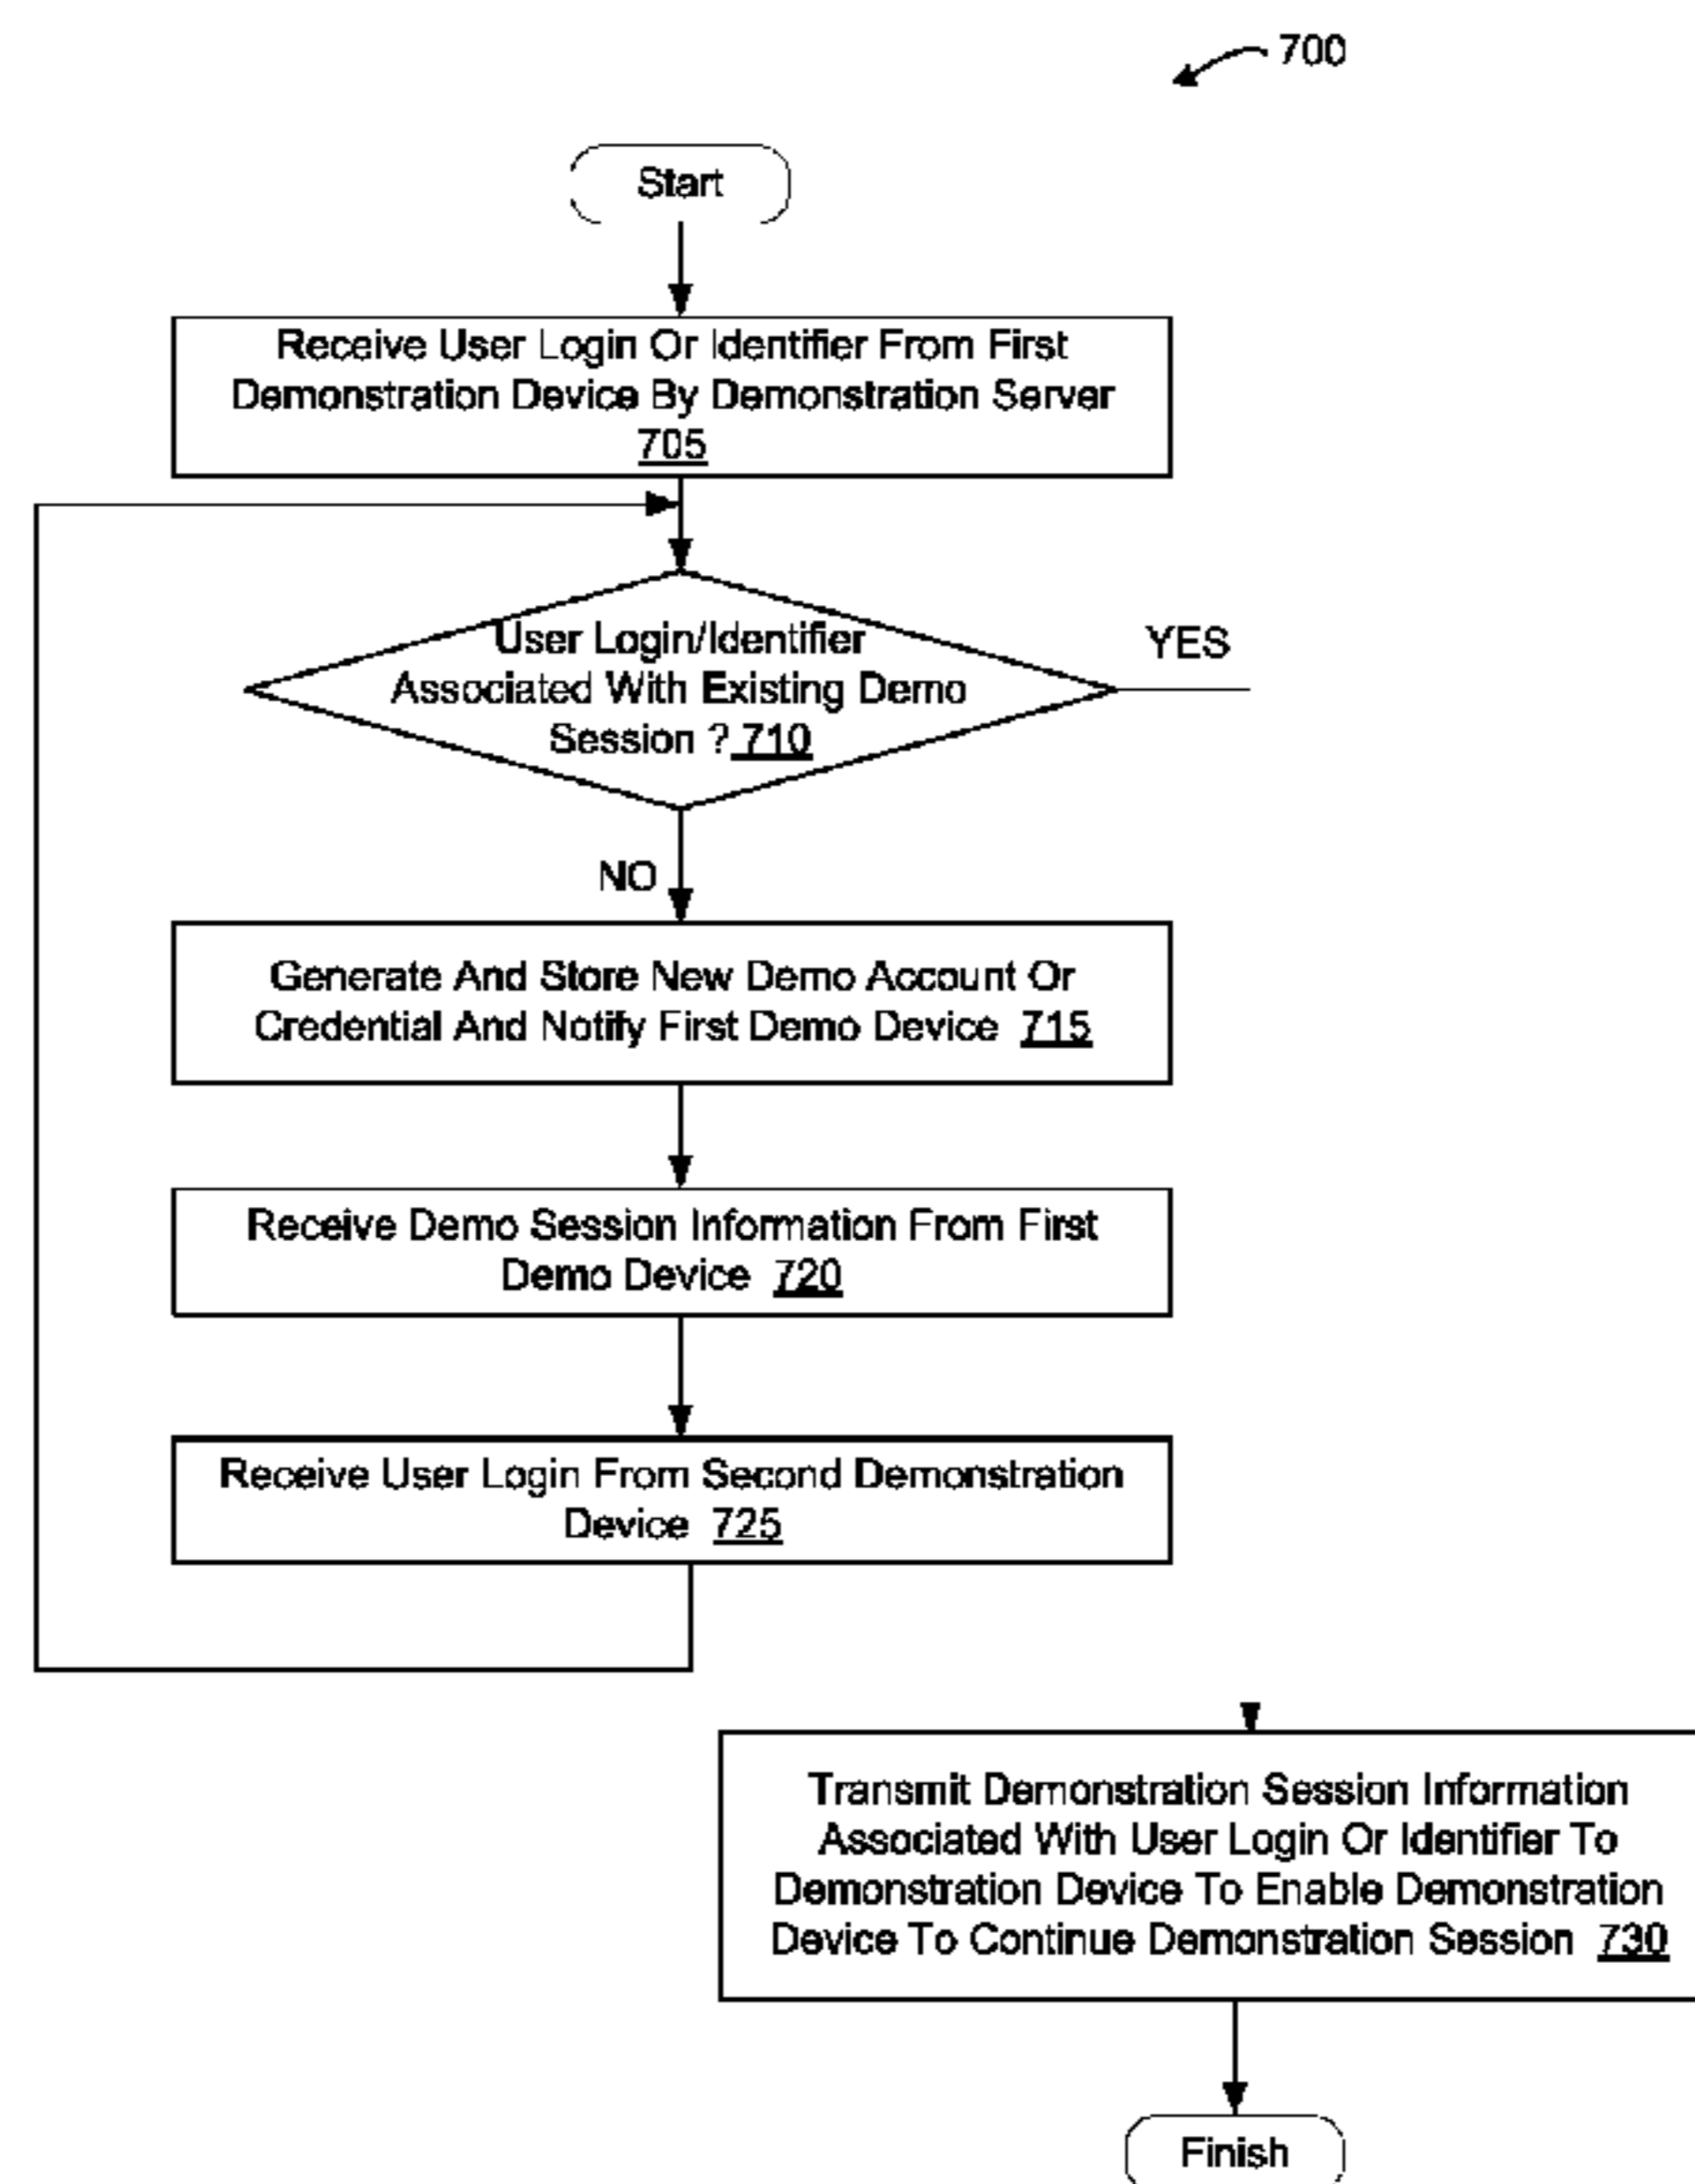 700
Start
Receive User Login Or Identifier From First
Demonstration Device By Demonstration Server
705
User Login/Identifier
Associated With Existing Demo
Session ? 710
YES
NO
Generate And Store New Demo Account Or
Credential And Notify First Demo Device 715
Receive Demo Session Information From First
Demo Device 720
Receive User Login From Second Demonstration
Device 725
Transmit Demonstration Session Information
Associated With User Login Or Identifier To
Demonstration Device To Enable Demonstration
Device To Continue Demonstration Session 730
Finish